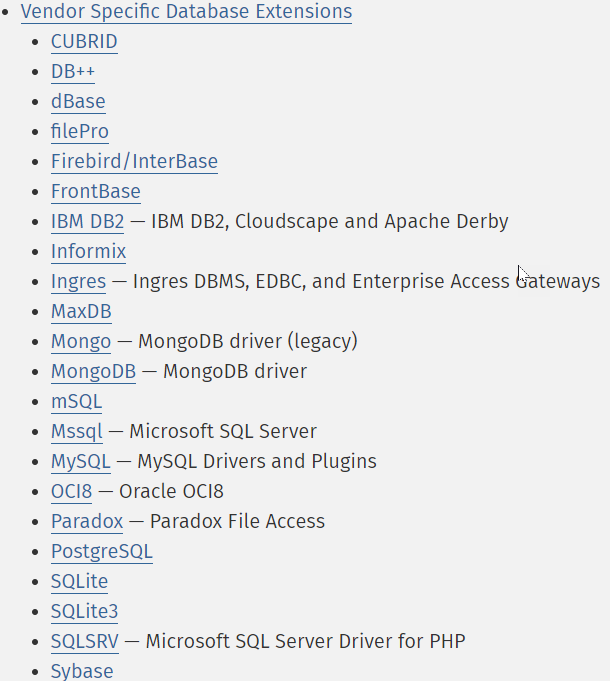 Vendor Specific Database Extensions
CUBRID
DB++
dBase
filePro
Firebird/InterBase
FrontBase
IBM DB2 — IBM DB2, Cloudscape and Apache Derby
Informix
Ingres — Ingres DBMS, EDBC, and Enterprise Access Gateways
MaxDB
Mongo — MongoDB driver (legacy)
MongoDB — MongoDB driver
mSQL
Mssql — Microsoft SQL Server
MySQL — MySQL Drivers and Plugins
OCI8 — Oracle OCI8
Paradox — Paradox File Access
PostgreSQL
SQLite
SQLite3
SQLSRV — Microsoft SQL Server Driver for PHP
Sybase